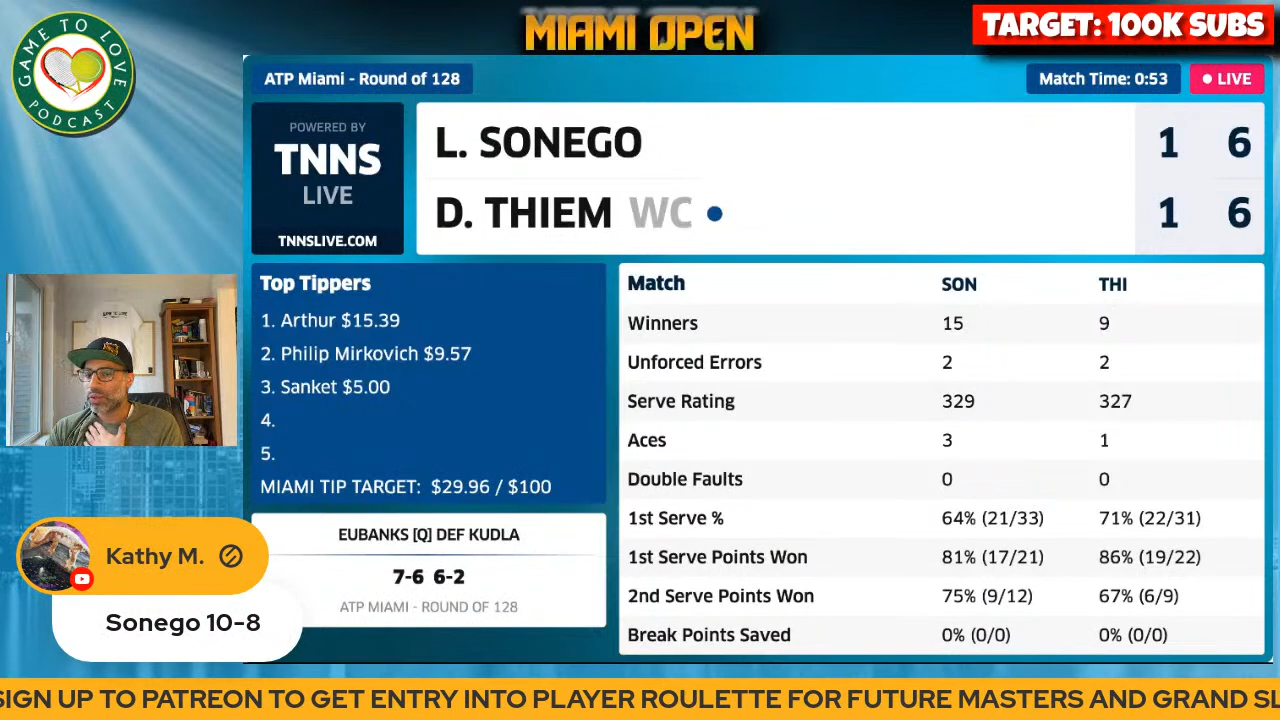 GAME TO LOVE
PODCAST
MIAMI OPEN
TARGET: 100K SUBS
ATP Miami - Round of 128
Match Time: 0:53
LIVE
POWERED BY
TNNS
LIVE
TNNSLIVE.COM
L. SONEGO 1 6
D. THIEM WC 1 6
Top Tippers
1. Arthur $15.39
2. Philip Mirkovich $9.57
3. Sanket $5.00
4.
5.
MIAMI TIP TARGET: $29.96 / $100
EUBANKS [Q] DEF KUDLA
7-6 6-2
ATP MIAMI - ROUND OF 128
Match SON THI
Winners 15 9
Unforced Errors 2 2
Serve Rating 329 327
Aces 3 1
Double Faults 0 0
1st Serve % 64% (21/33) 71% (22/31)
1st Serve Points Won 81% (17/21) 86% (19/22)
2nd Serve Points Won 75% (9/12) 67% (6/9)
Break Points Saved 0% (0/0) 0% (0/0)
Kathy M.
Sonego 10-8
SIGN UP TO PATREON TO GET ENTRY INTO PLAYER ROULETTE FOR FUTURE MASTERS AND GRAND SL